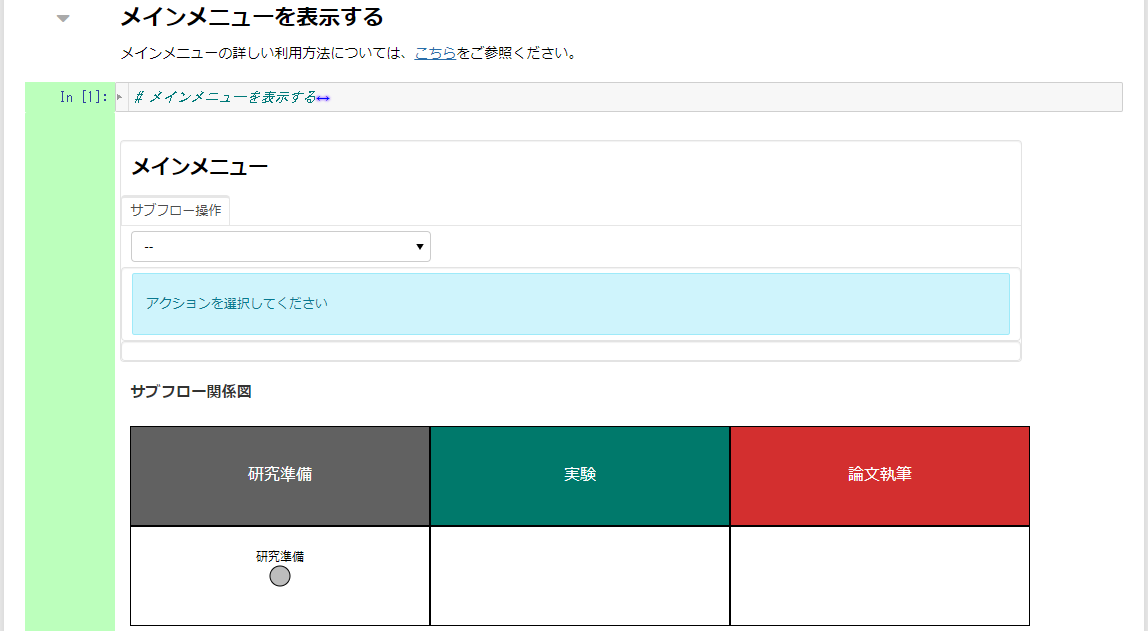 メインメニューを表示する
メインメニューの詳しい利用方法については、こちらをご参照ください。
In [1]: # メインメニューを表示する↔
メインメニュー
サブフロー操作
--
アクションを選択してください
サブフロー関係図
研究準備 実験 論文執筆
研究準備